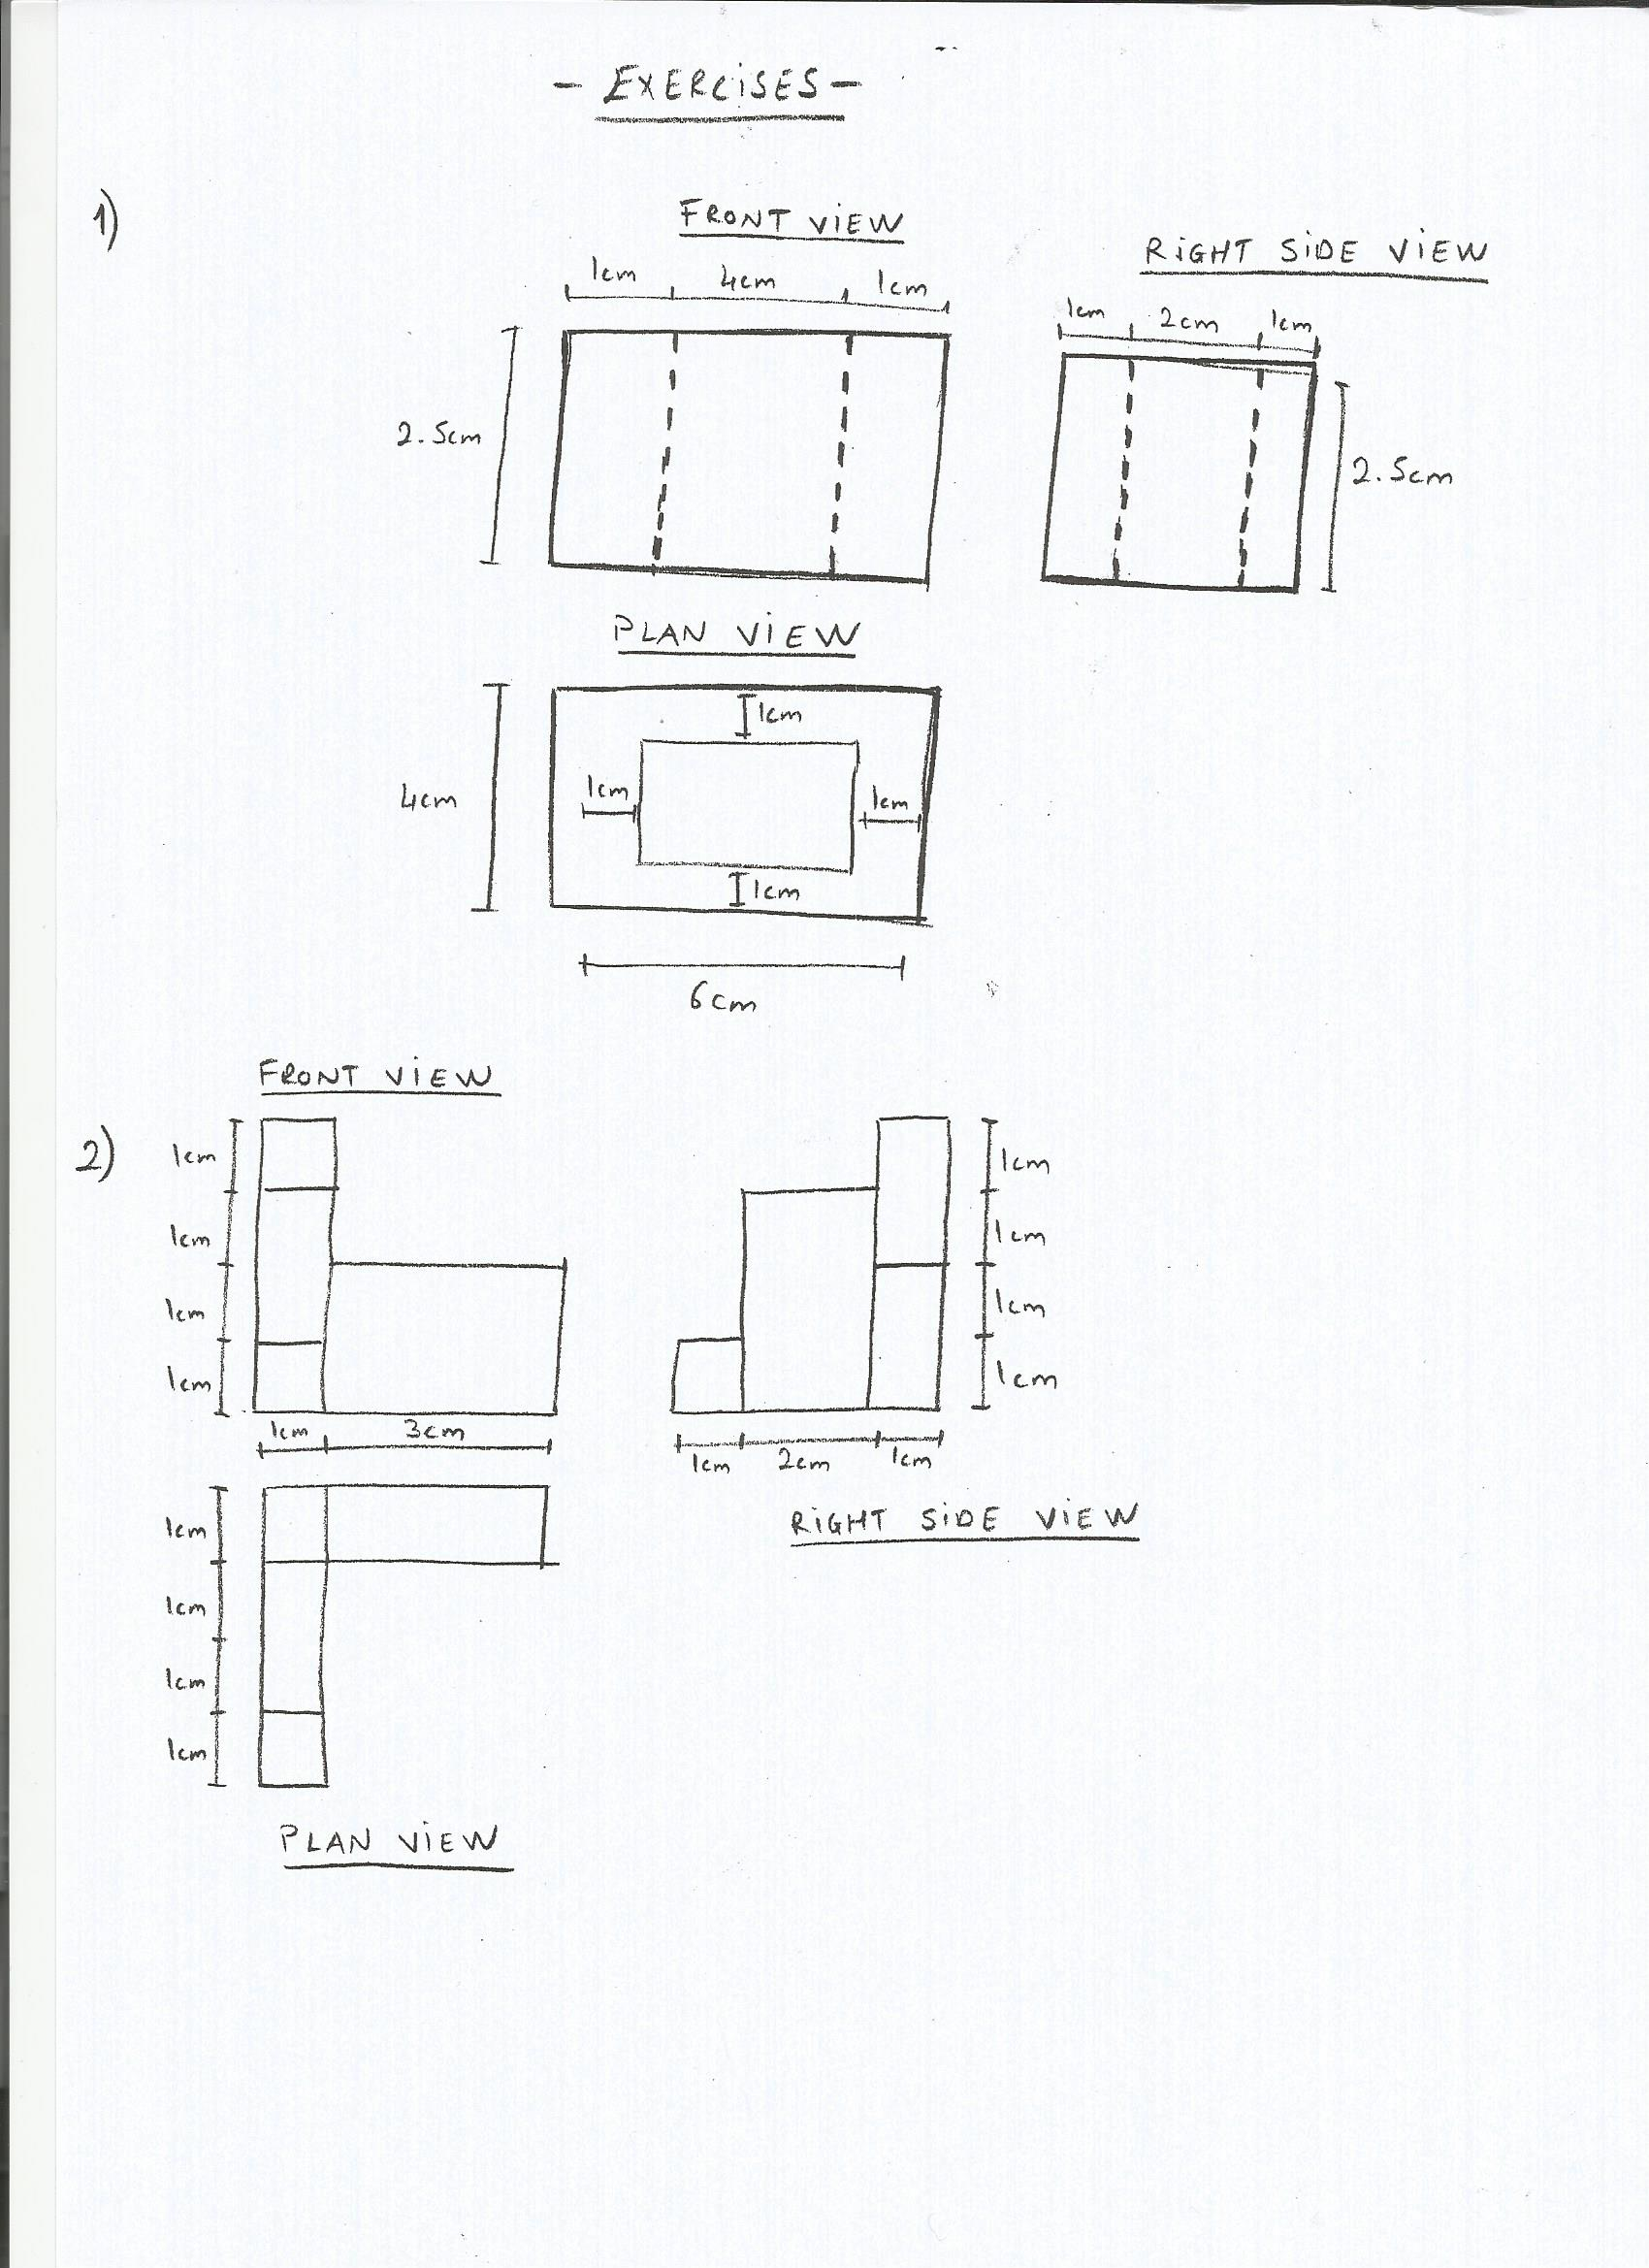 - EXERCISES -
1)
FRONT VIEW
RIGHT SIDE VIEW
1cm 4cm 1cm
1cm 2cm 1cm
2.5cm
2.5cm
PLAN VIEW
1cm
4cm
1cm
1cm
1cm
6cm
FRONT VIEW
2)
1cm
1cm
1cm
1cm
1cm 3cm
1cm
1cm
1cm
1cm
1cm 2cm 1cm
RIGHT SIDE VIEW
1cm
1cm
1cm
1cm
PLAN VIEW